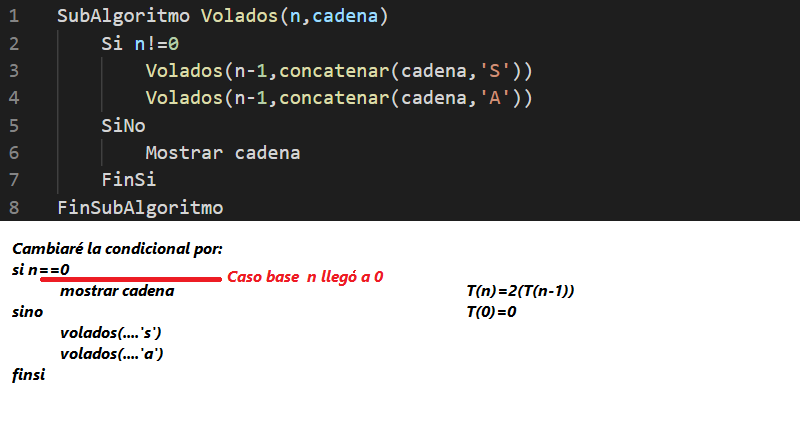 1 SubAlgoritmo Volados(n,cadena)
2 Si n!=0
3 Volados(n-1,concatenar(cadena,'S'))
4 Volados(n-1,concatenar(cadena,'A'))
5 SiNo
6 Mostrar cadena
7 FinSi
8 FinSubAlgoritmo
Cambiaré la condicional por:
si n==0
Caso base n llegó a 0
mostrar cadena
T(n)=2(T(n-1))
sino
T(0)=0
volados(....`s')
volados(....`a')
finsi